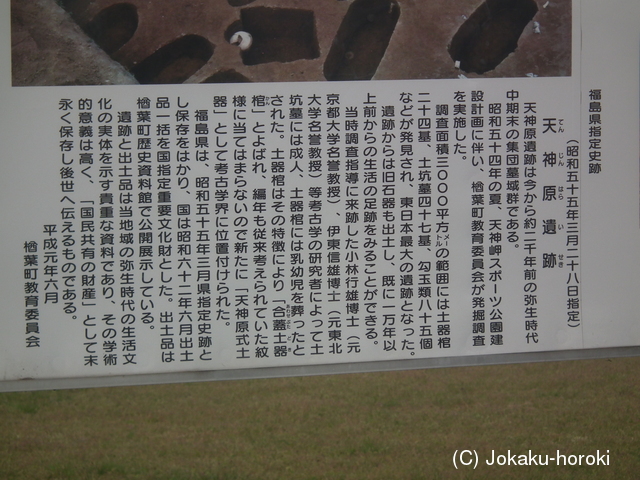 福島県指定史跡
(昭和五十五年三月二十八日指定)
天神原遺跡
てんじんはらいせき
天神原遺跡は今から約二千年前の弥生時代
中期末の集団墓域群である。
昭和五十四年の夏、天神岬スポーツ公園建
設計画に伴い、楢葉町教育委員会が発掘調査
を実施した。
調査面積三〇〇〇平方メートルの範囲には土器棺
二十四基、土坑墓四十七基、勾玉類八十五個
などが発見され、東日本最大の遺跡となった。
遺跡からは旧石器も出土し、既に一万年以
上前からの生活の足跡をみることができる。
当時調査指導に来跡した小林行雄博士(元
京都大学名誉教授)、伊東信雄博士(元東北
大学名誉教授)等考古学の研究者によって土
坑墓には成人、土器棺には乳幼児を葬ったと
された。土器棺はその特徴により「合蓋土器
棺」とよばれ、編年も従来考えられていた紋
様に当てはまらないので新たに「天神原式土
器」として考古学界に位置付けられた。
福島県は、昭和五十五年三月県指定史跡と
し保存をはかり、国は昭和六十二年六月出土
品一括を国指定重要文化財とした。出土品は
楢葉町歴史資料館で公開展示している。
遺跡と出土品は当地域の弥生時代の生活文
化の実体を示す貴重な資料であり、その学術
的意義は高く、「国民共有の財産」として末
永く保存し後世へ伝えるものである。
平成元年六月
楢葉町教育委員会
(C) Jokaku-horoki